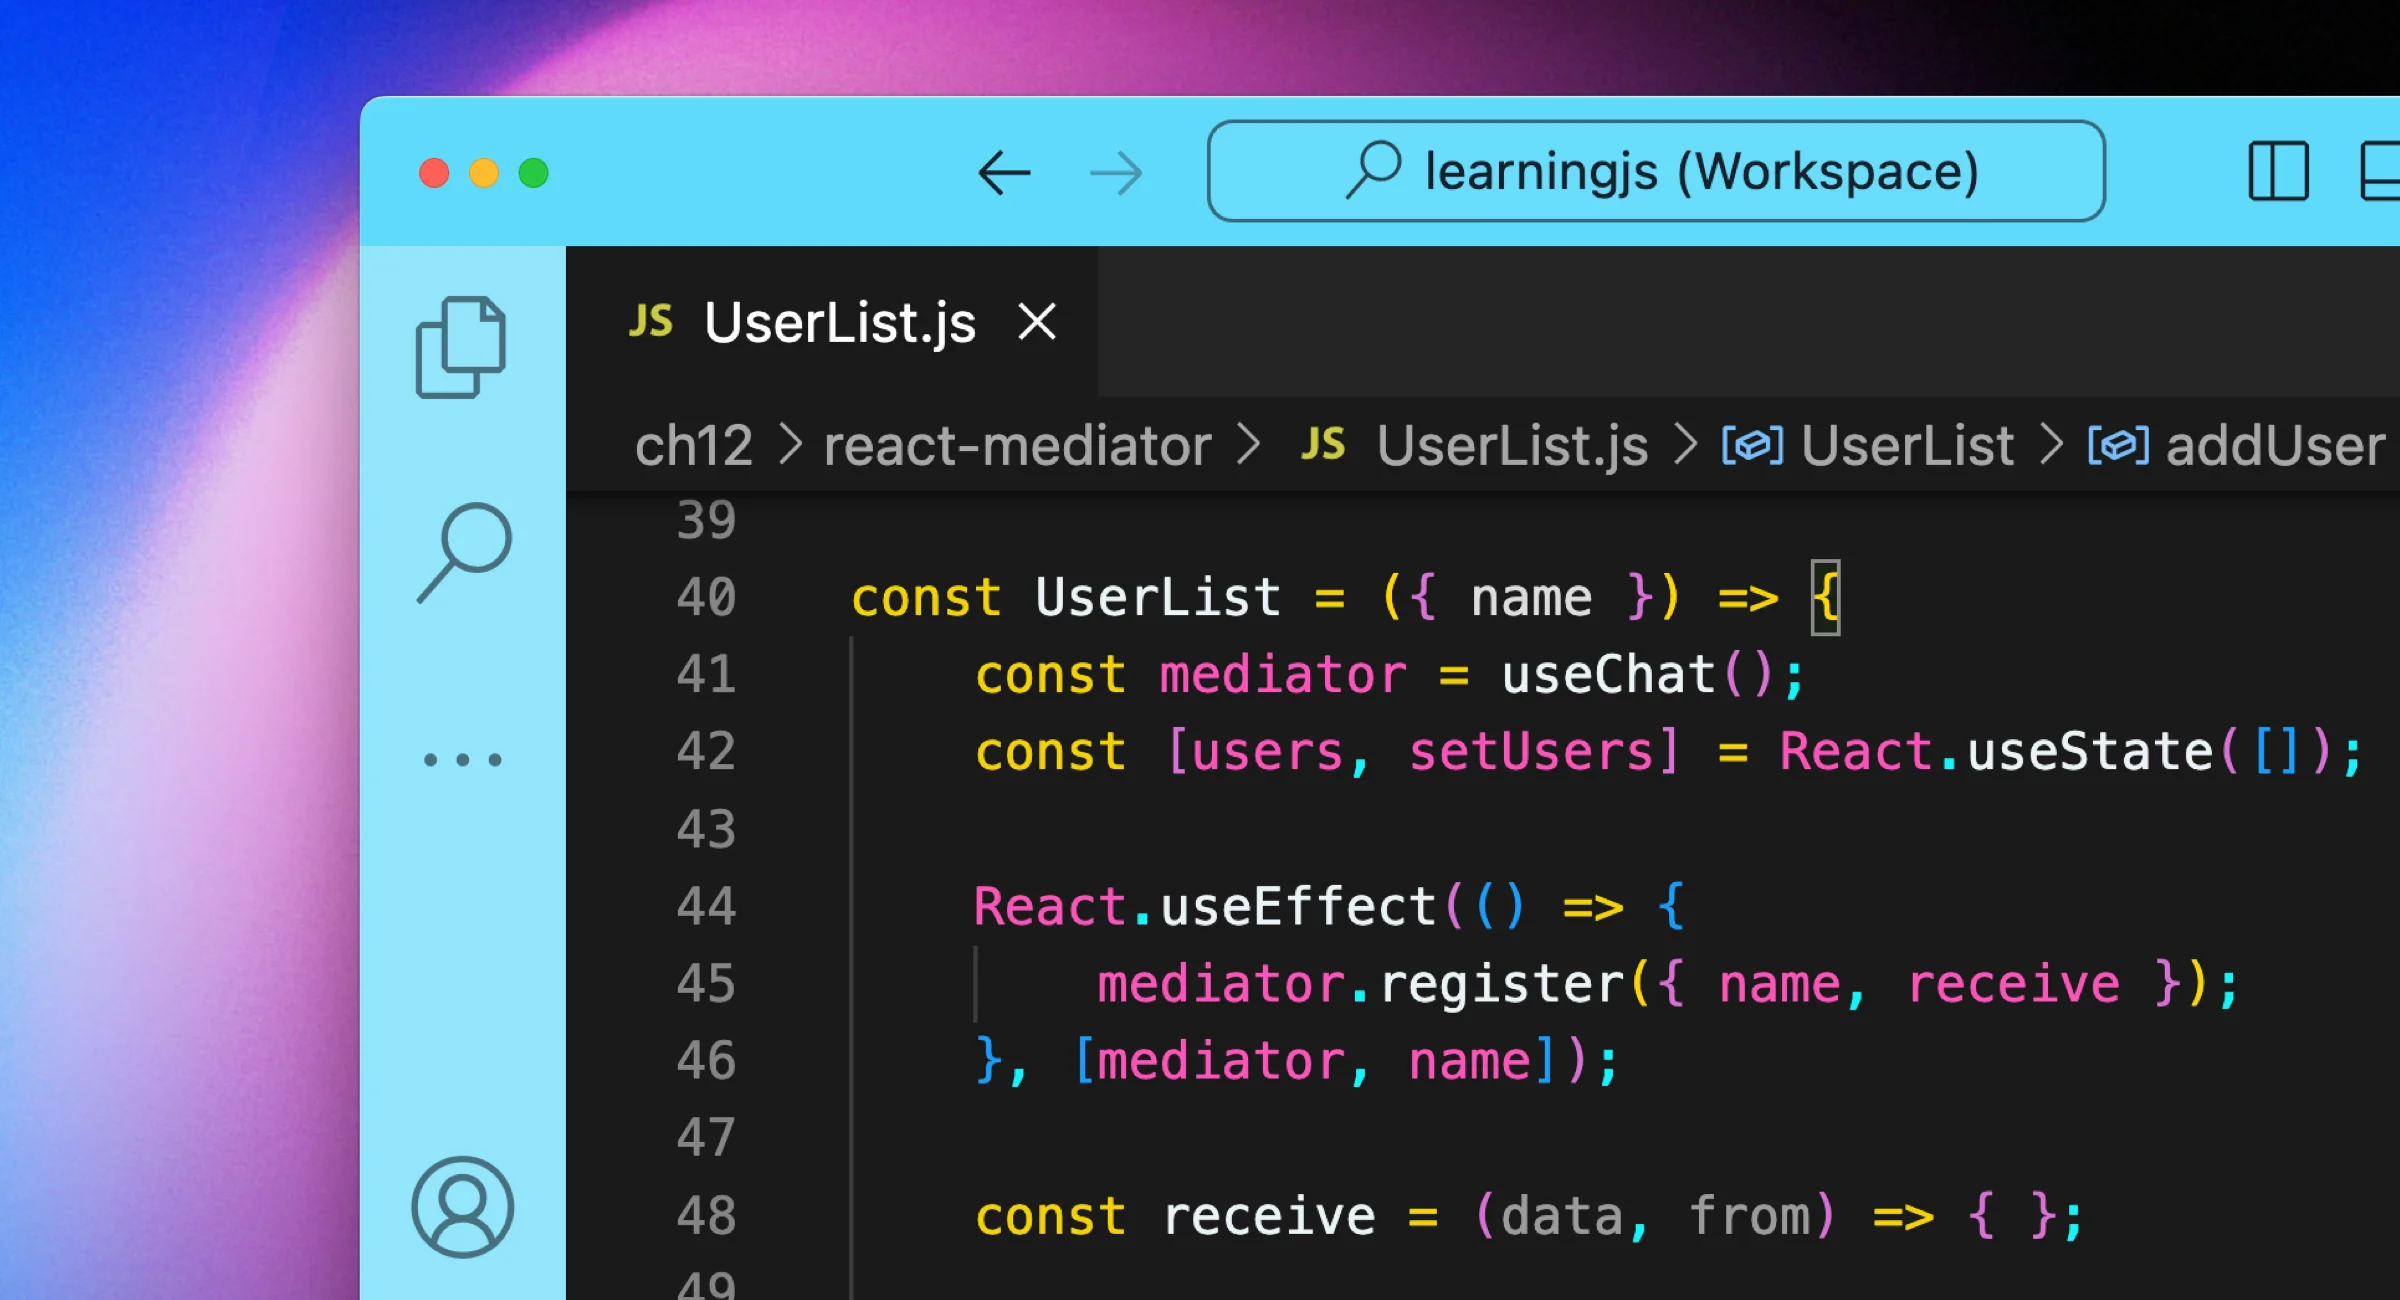 learningjs (Workspace)
JS UserList.js
ch12 > react-mediator > JS UserList.js > UserList > addUser
39
40 const UserList = ({ name }) => {
41 const mediator = useChat();
42 const [users, setUsers] = React.useState([]);
43
44 React.useEffect(() => {
45 mediator.register({ name, receive });
46 }, [mediator, name]);
47
48 const receive = (data, from) => { };
49